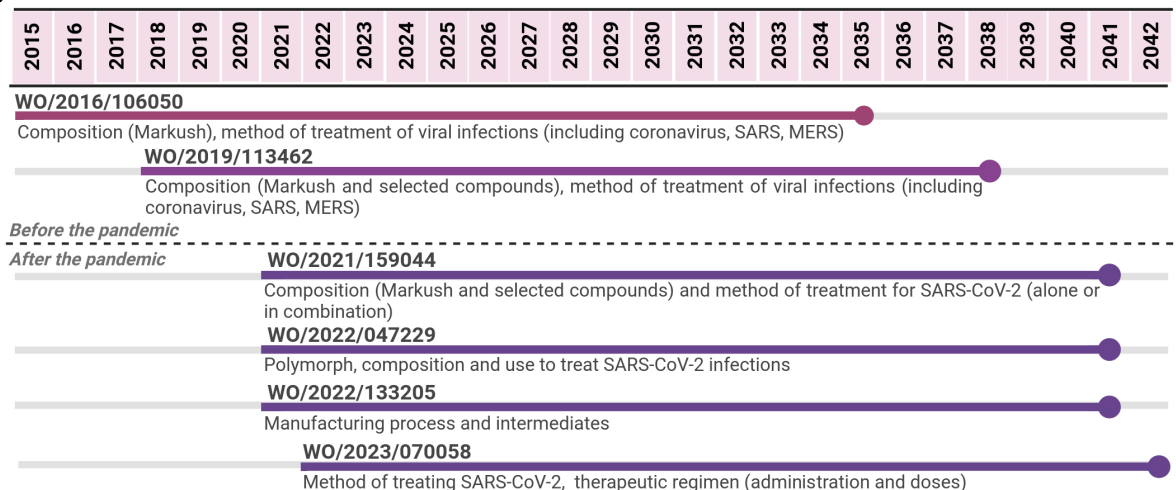 2015 2016 2017 2018 2019 2020 2021 2022 2023 2024 2025 2026 2027 2028 2029 2030 2031 2032 2033 2034 2035 2036 2037 2038 2039 2040 2041 2042
WO/2016/106050
Composition (Markush), method of treatment of viral infections (including coronavirus, SARS, MERS)
WO/2019/113462
Composition (Markush and selected compounds), method of treatment of viral infections (including
coronavirus, SARS, MERS)
Before the pandemic
After the pandemic
WO/2021/159044
Composition (Markush and selected compounds) and method of treatment for SARS-CoV-2 (alone or
in combination)
WO/2022/047229
Polymorph, composition and use to treat SARS-CoV-2 infections
WO/2022/133205
Manufacturing process and intermediates
WO/2023/070058
Method of treating SARS-CoV-2, therapeutic regimen (administration and doses)